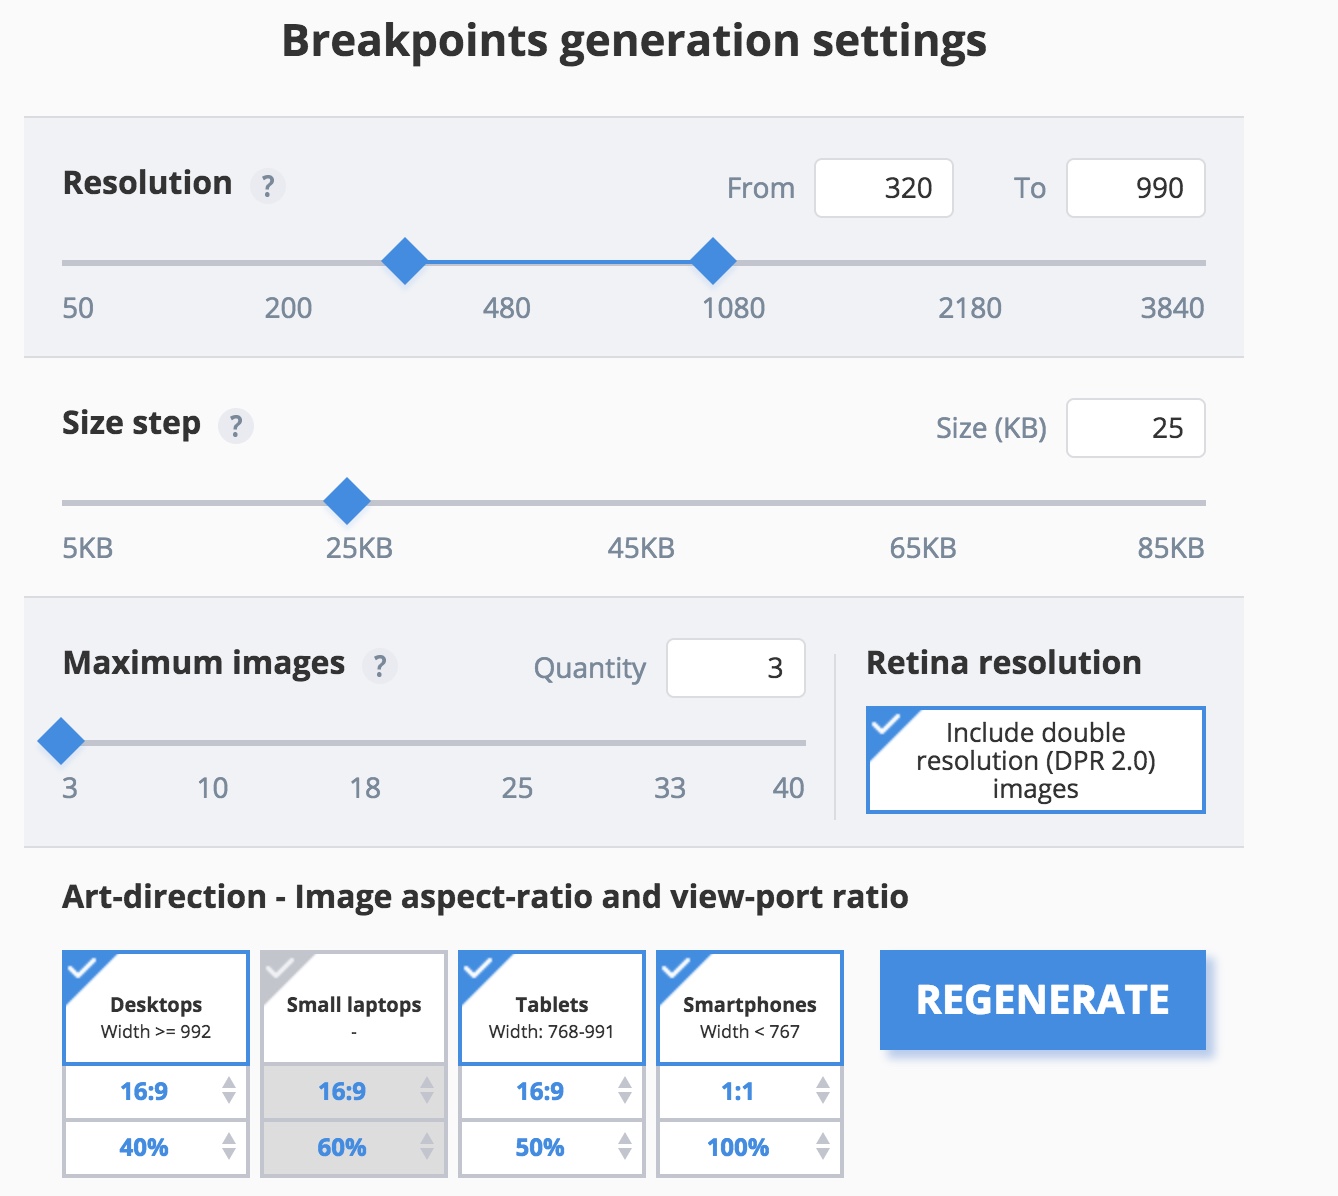 Breakpoints generation settings
Resolution ? From 320 To 990
50 200 480 1080 2180 3840
Size step ? Size (KB) 25
5KB 25KB 45KB 65KB 85KB
Maximum images ? Quantity 3
3 10 18 25 33 40
Retina resolution
Include double
resolution (DPR 2.0)
images
Art-direction - Image aspect-ratio and view-port ratio
Desktops
Width >= 992
16:9
40%
Small laptops
-
16:9
60%
Tablets
Width: 768-991
16:9
50%
Smartphones
Width < 767
1:1
100%
REGENERATE